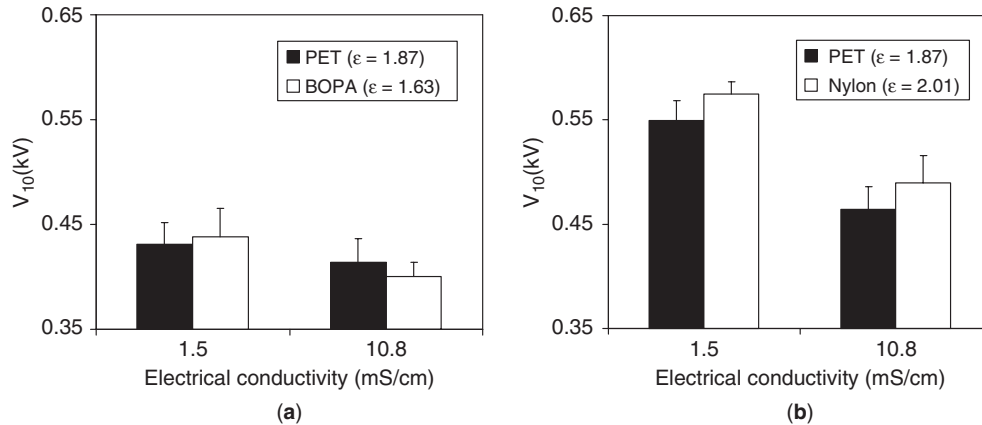 0.65
0.55
0.45
0.35
V10(kV)
PET (ε = 1.87)
BOPA (ε = 1.63)
1.5 10.8
Electrical conductivity (mS/cm)
(a)
0.65
0.55
0.45
0.35
V10(kV)
PET (ε = 1.87)
Nylon (ε = 2.01)
1.5 10.8
Electrical conductivity (mS/cm)
(b)